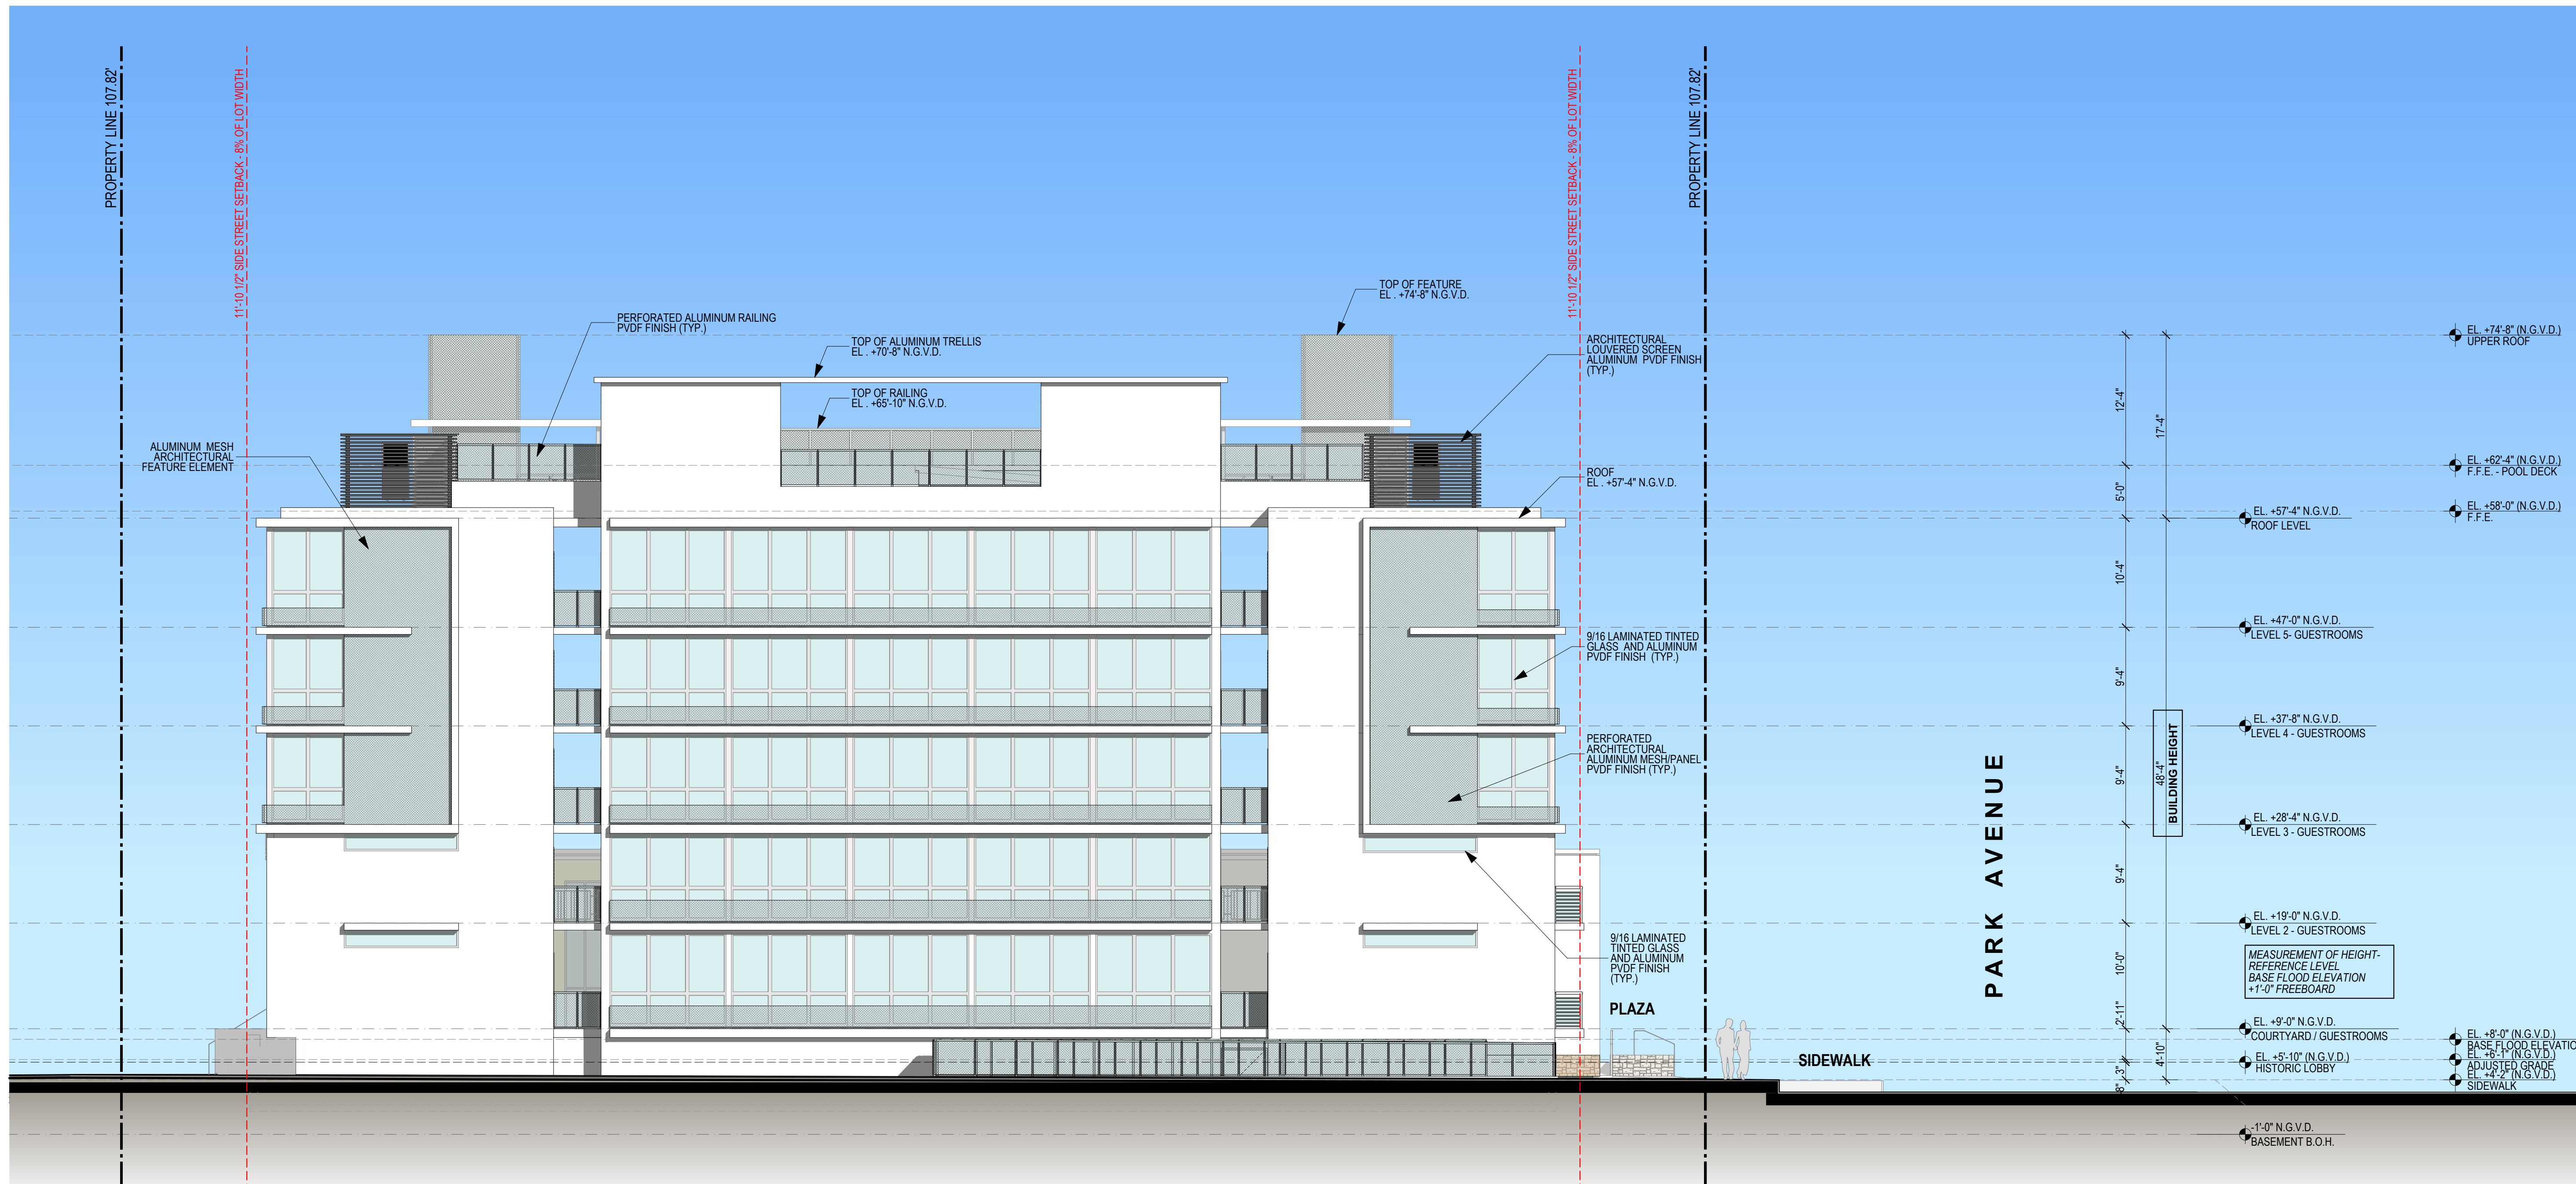 PROPERTY LINE 107.82'
11'-10 1/2" SIDE STREET SETBACK - 8% OF LOT WIDTH
11'-10 1/2" SIDE STREET SETBACK - 8% OF LOT WIDTH
PROPERTY LINE 107.82'
TOP OF FEATURE
EL . +74'-8" N.G.V.D.
PERFORATED ALUMINUM RAILING
PVDF FINISH (TYP.)
TOP OF ALUMINUM TRELLIS
EL . +70'-8" N.G.V.D.
TOP OF RAILING
EL . +65'-10" N.G.V.D.
ARCHITECTURAL
LOUVERED SCREEN
ALUMINUM PVDF FINISH
(TYP.)
ALUMINUM MESH
ARCHITECTURAL
FEATURE ELEMENT
ROOF
EL . +57'-4" N.G.V.D.
9/16 LAMINATED TINTED
GLASS AND ALUMINUM
PVDF FINISH (TYP.)
PERFORATED
ARCHITECTURAL
ALUMINUM MESH/PANEL
PVDF FINISH (TYP.)
9/16 LAMINATED
TINTED GLASS
AND ALUMINUM
PVDF FINISH
(TYP.)
PLAZA
SIDEWALK
PARK AVENUE
12'-4"
5'-0"
10'-4"
9'-4"
9'-4"
9'-4"
10'-0"
2'-11"
3"
8"
17'-4"
48'-4"
BUILDING HEIGHT
4'-10"
EL. +57'-4" N.G.V.D.
ROOF LEVEL
EL. +47'-0" N.G.V.D.
LEVEL 5- GUESTROOMS
EL. +37'-8" N.G.V.D.
LEVEL 4 - GUESTROOMS
EL. +28'-4" N.G.V.D.
LEVEL 3 - GUESTROOMS
EL. +19'-0" N.G.V.D.
LEVEL 2 - GUESTROOMS
MEASUREMENT OF HEIGHT-
REFERENCE LEVEL
BASE FLOOD ELEVATION
+1'-0" FREEBOARD
EL. +9'-0" N.G.V.D.
COURTYARD / GUESTROOMS
EL. +5'-10" (N.G.V.D.)
HISTORIC LOBBY
-1'-0" N.G.V.D.
BASEMENT B.O.H.
EL. +74'-8" (N.G.V.D.)
UPPER ROOF
EL. +62'-4" (N.G.V.D.)
F.F.E. - POOL DECK
EL. +58'-0" (N.G.V.D.)
F.F.E.
EL. +8'-0" (N.G.V.D.)
BASE FLOOD ELEVATIO
EL. +6'-1" (N.G.V.D.)
ADJUSTED GRADE
EL. +4'-2" (N.G.V.D.)
SIDEWALK